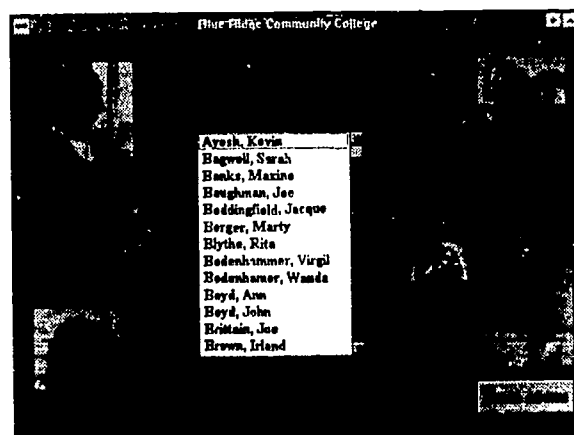 Blue Ridge Community College
Ayesh, Kevin
Bagwell, Sarah
Banks, Maxine
Baughman, Joe
Beddingfield, Jacque
Berger, Marty
Blythe, Rita
Bodenhammer, Virgil
Bodenhamer, Wanda
Boyd, Ann
Boyd, John
Brittain, Joe
Brown, Irland